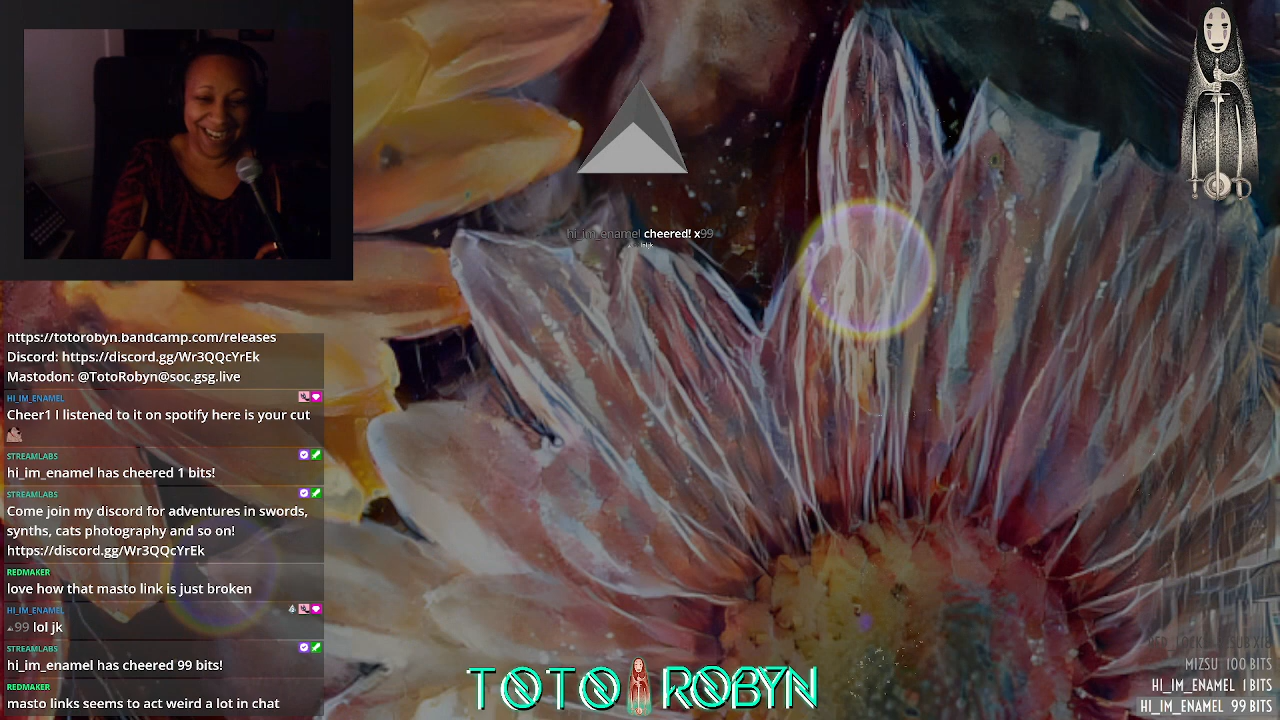 hi_im_enamel cheered! x99
lol jk
https://totorobyn.bandcamp.com/releases
Discord: https://discord.gg/Wr3QQcYrEk
Mastodon: @TotoRobyn@soc.gsg.live
HI_IM_ENAMEL
Cheer1 I listened to it on spotify here is your cut
STREAMLABS
hi_im_enamel has cheered 1 bits!
STREAMLABS
Come join my discord for adventures in swords,
synths, cats photography and so on!
https://discord.gg/Wr3QQcYrEk
REDMAKER
love how that masto link is just broken
HI_IM_ENAMEL
99 lol jk
STREAMLABS
hi_im_enamel has cheered 99 bits!
REDMAKER
masto links seems to act weird a lot in chat
TOTO ROBYN
MIZSU 100 BITS
HI_IM_ENAMEL 1 BITS
HI_IM_ENAMEL 99 BITS